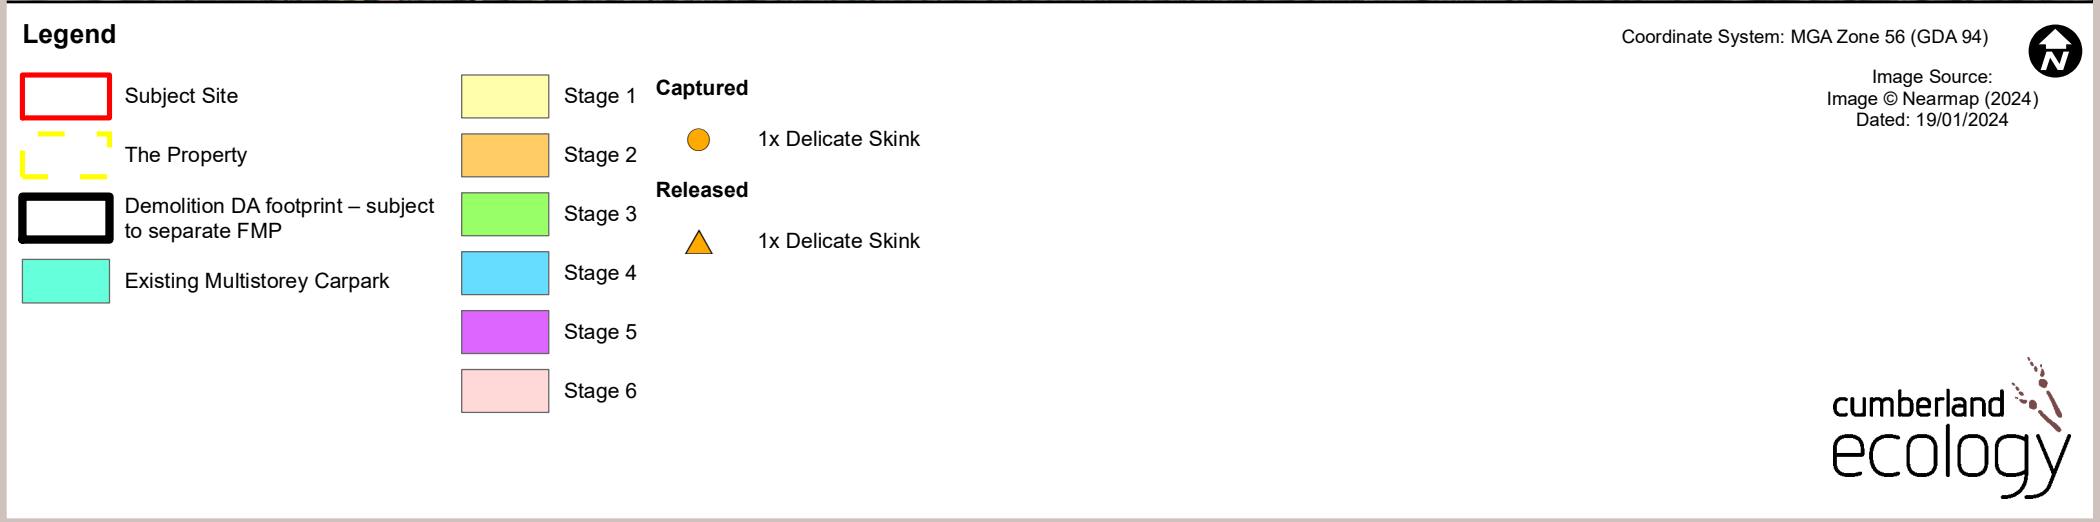 Legend
Subject Site
The Property
Demolition DA footprint – subject
to separate FMP
Existing Multistorey Carpark
Stage 1
Stage 2
Stage 3
Stage 4
Stage 5
Stage 6
Captured
1x Delicate Skink
Released
1x Delicate Skink
Coordinate System: MGA Zone 56 (GDA 94)
N
Image Source:
Image © Nearmap (2024)
Dated: 19/01/2024
cumberland
ecology